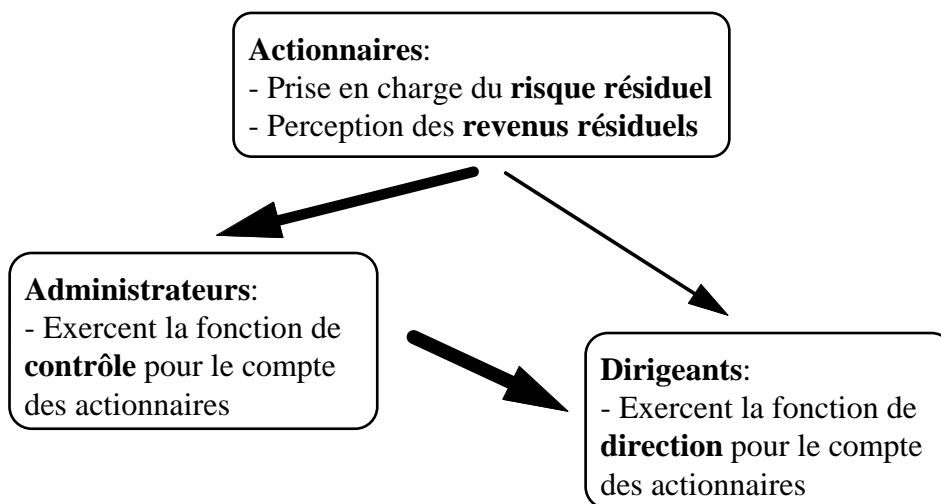 Actionnaires:
- Prise en charge du risque résiduel
- Perception des revenus résiduels
Administrateurs:
- Exercent la fonction de
contrôle pour le compte
des actionnaires
Dirigeants:
- Exercent la fonction de
direction pour le compte
des actionnaires